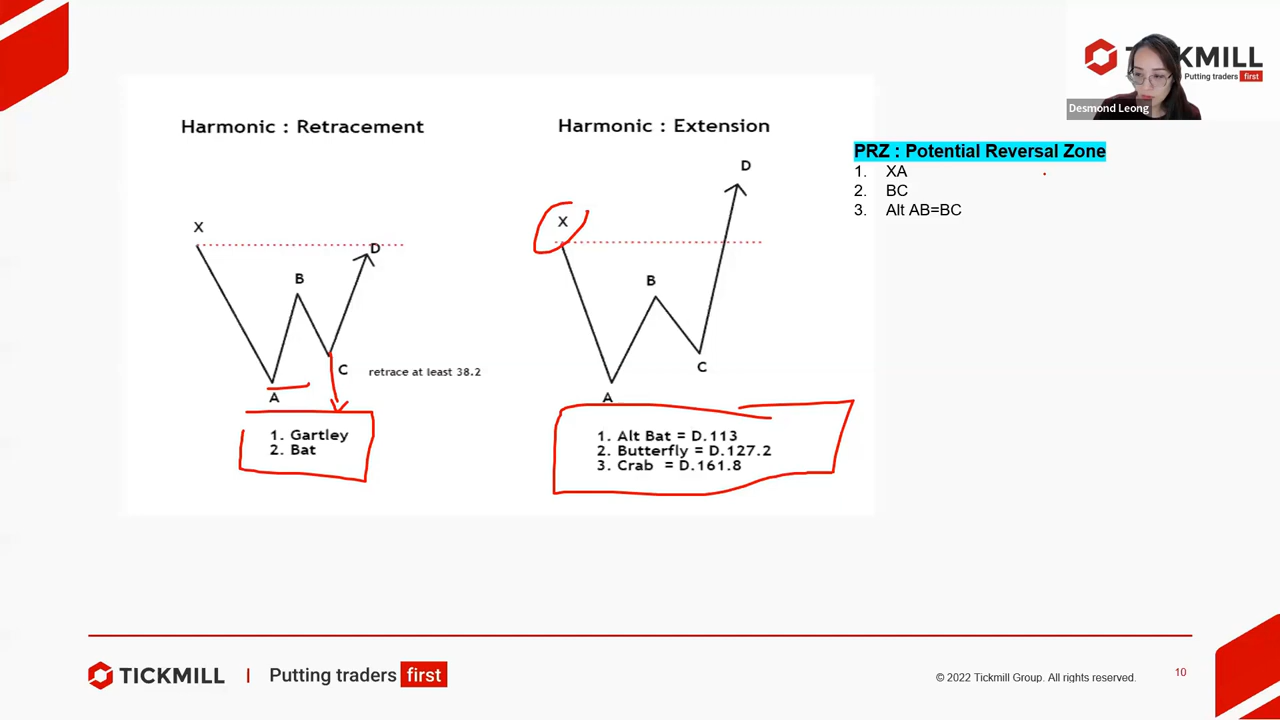 TICKMILL
Putting traders first
Desmond Leong
Harmonic : Retracement
Harmonic : Extension
PRZ : Potential Reversal Zone
1. XA
2. BC
3. Alt AB=BC
X
D
B
C
A
retrace at least 38.2
1. Gartley
2. Bat
D
X
B
C
A
1. Alt Bat = D.113
2. Butterfly = D.127.2
3. Crab = D.161.8
TICKMILL | Putting traders first
© 2022 Tickmill Group. All rights reserved.
10